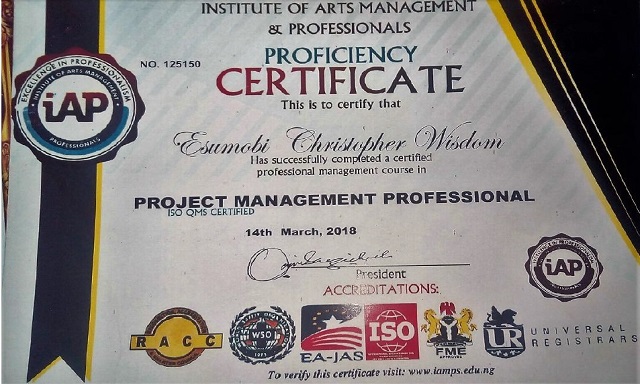 INSTITUTE OF ARTS MANAGEMENT
& PROFESSIONALS
NO. 125150
PROFICIENCY
CERTIFICATE
This is to certify that
EXCELLENCE IN PROFESSIONALISM
INSTITUTE OF ARTS MANAGEMENT
iAP
PROFESSIONALS
Esumobi Christopher Wisdom
Has successfully completed a certified
professional management course in
PROJECT MANAGEMENT PROFESSIONAL
ISO QMS CERTIFIED
14th March, 2018
President
ACCREDITATIONS:
iAP
RACC
WSO
EA-JAS
ISO
FME
UR
UNIVERSAL
REGISTRARS
To verify this certificate visit: www.iamps.edu.ng